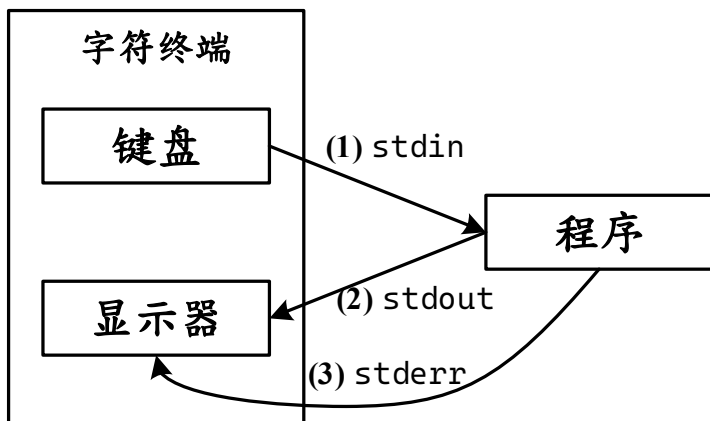 字符终端
键盘
(1) stdin
程序
显示器
(2) stdout
(3) stderr